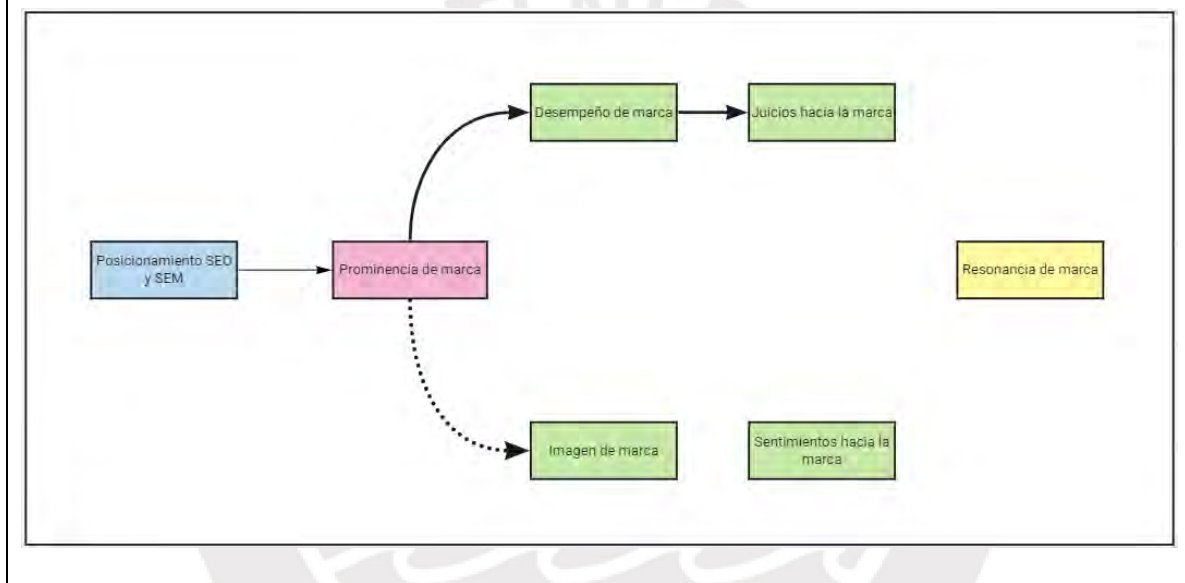 Desempeño de marca
Juicios hacia la marca
Posicionamiento SEO
y SEM
Prominencia de marca
Resonancia de marca
Imagen de marca
Sentimientos hacia la
marca